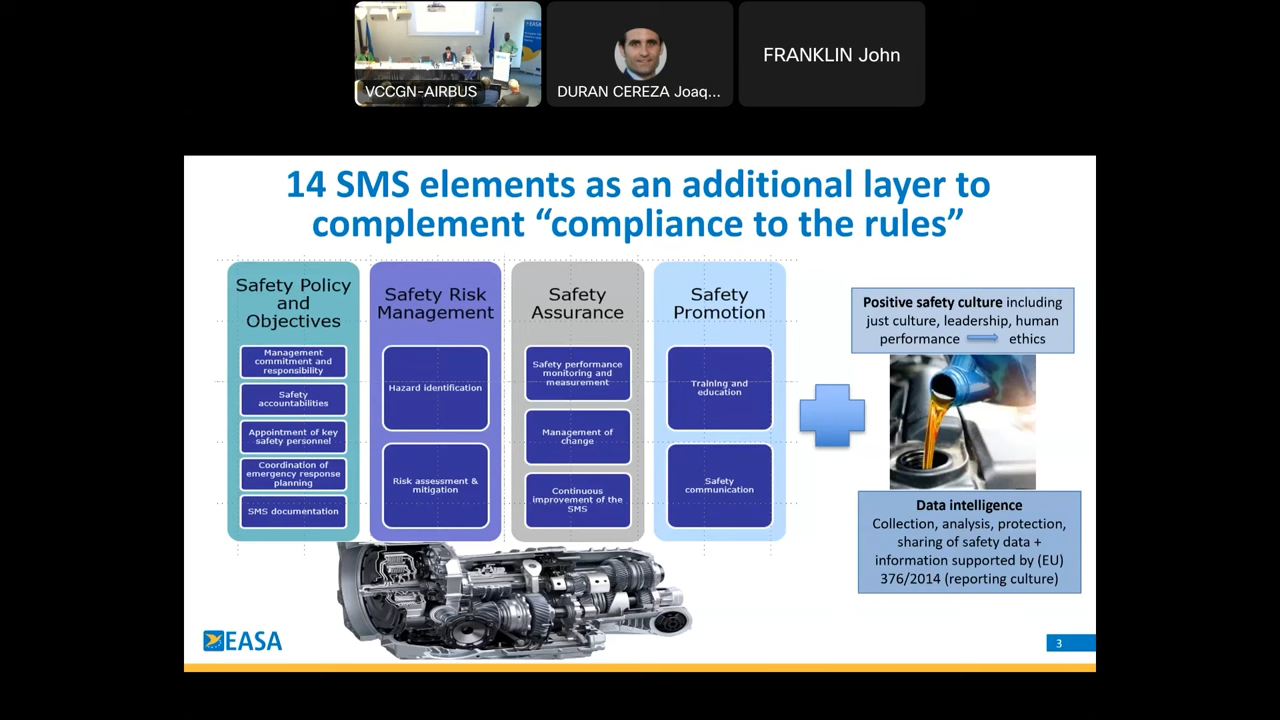 EASA
VCCGN-AIRBUS
DURAN CEREZA Joaq...
FRANKLIN John
14 SMS elements as an additional layer to
complement “compliance to the rules”
Safety Policy
and
Objectives
Management
commitment and
responsibility
Safety
accountabilities
Appointment of key
safety personnel
Coordination of
emergency response
planning
SMS documentation
Safety Risk
Management
Hazard identification
Risk assessment &
mitigation
Safety
Assurance
Safety performance
monitoring and
measurement
Management of
change
Continuous
improvement of the
SMS
Safety
Promotion
Training and
education
Safety
communication
Positive safety culture including
just culture, leadership, human
performance ethics
Data intelligence
Collection, analysis, protection,
sharing of safety data +
information supported by (EU)
376/2014 (reporting culture)
EASA
3